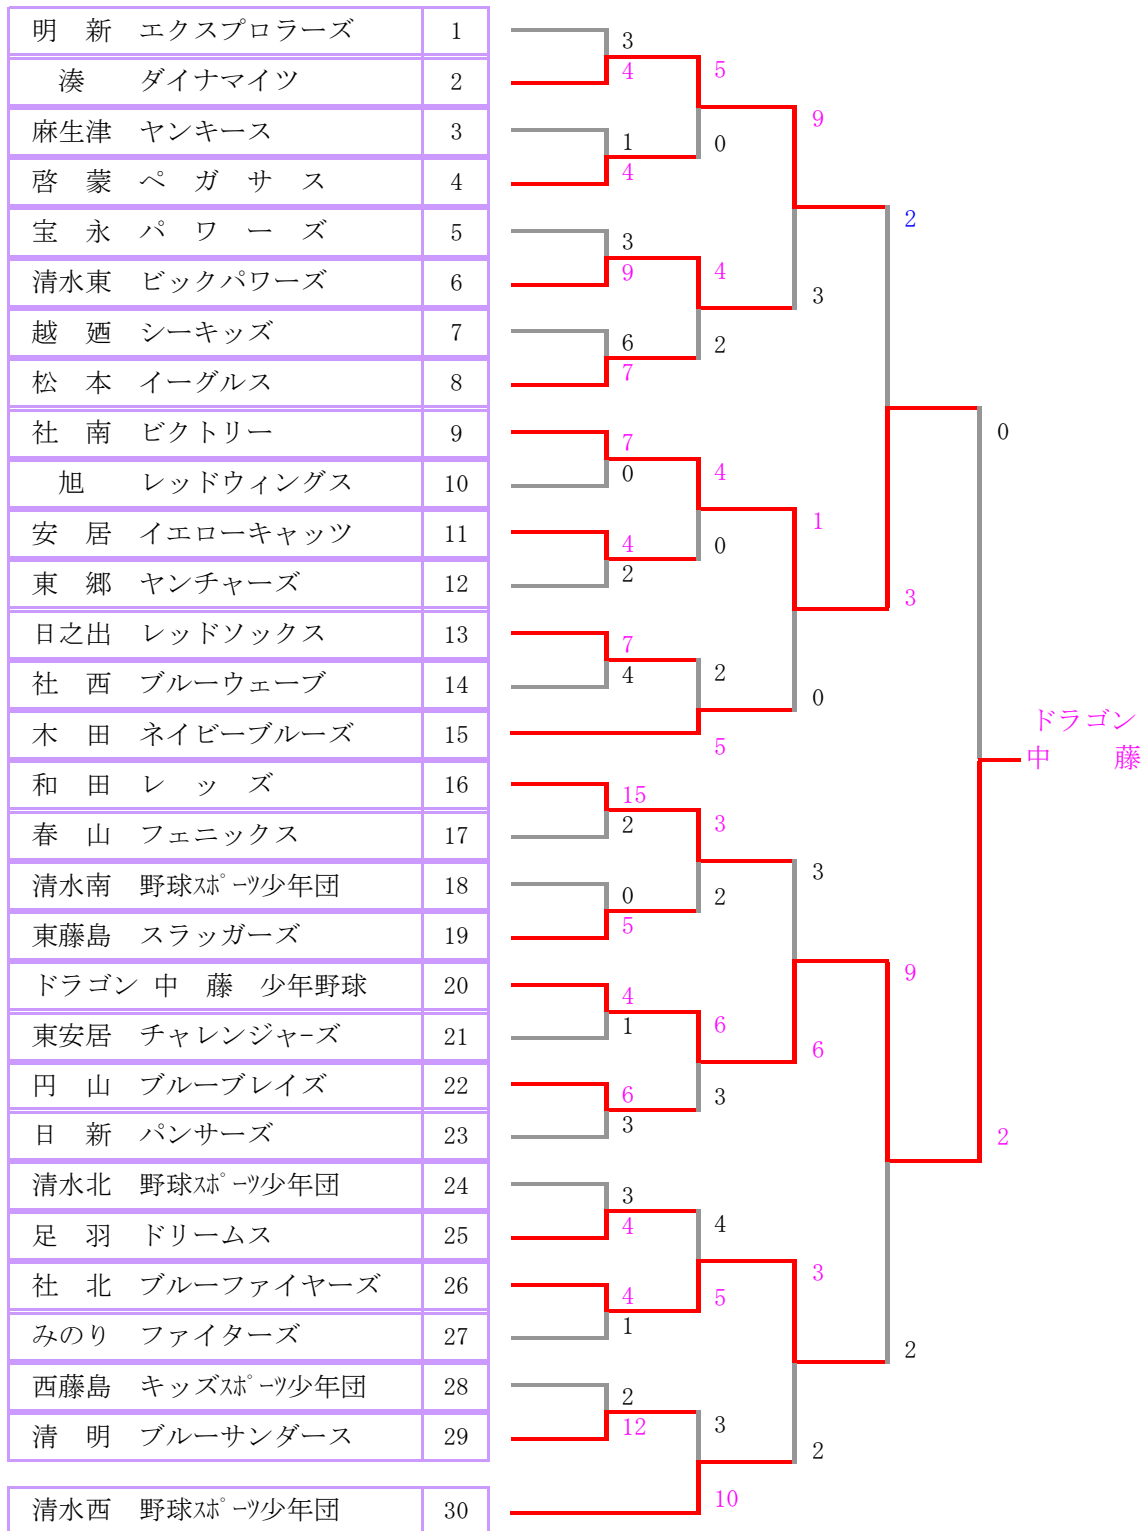 明　新　エクスプロラーズ 1
湊　ダイナマイツ 2
麻生津　ヤンキース 3
啓　蒙　ペ　ガ　サ　ス 4
宝　永　パ　ワ　ー　ズ 5
清水東　ビックパワーズ 6
越　廼　シーキッズ 7
松　本　イーグルス 8
社　南　ビクトリー 9
旭　レッドウィングス 10
安　居　イエローキャッツ 11
東　郷　ヤンチャーズ 12
日之出　レッドソックス 13
社　西　ブルーウェーブ 14
木　田　ネイビーブルーズ 15
和　田　レ　ッ　ズ 16
春　山　フェニックス 17
清水南　野球ｽﾎﾟｰﾂ少年団 18
東藤島　スラッガーズ 19
ドラゴン 中　藤　少年野球 20
東安居　チャレンジャｰズ 21
円　山　ブルーブレイズ 22
日　新　パンサーズ 23
清水北　野球ｽﾎﾟｰﾂ少年団 24
足　羽　ドリームス 25
社　北　ブルーファイヤーズ 26
みのり　ファイターズ 27
西藤島　キッズｽﾎﾟｰﾂ少年団 28
清　明　ブルーサンダース 29
清水西　野球ｽﾎﾟｰﾂ少年団 30
3
4
1
4
3
9
6
7
7
0
4
2
7
4
15
2
0
5
4
1
6
3
3
4
4
1
2
12
5
0
4
2
4
0
2
5
3
2
6
3
4
5
3
10
9
3
1
0
3
6
3
2
2
3
9
2
0
2
ドラゴン
中　藤